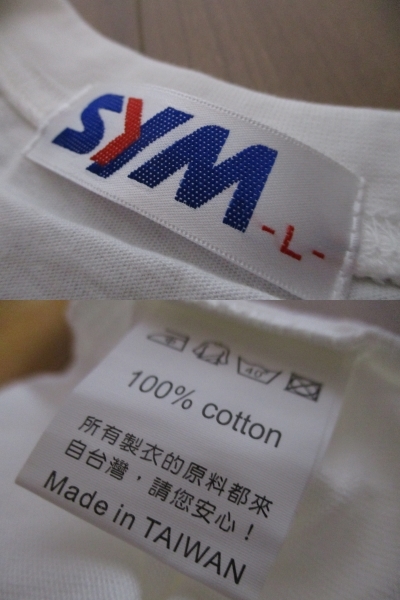 SYM
-L-
40
100% cotton
所有製衣的原料都來
自台灣，請您安心！
Made in TAIWAN